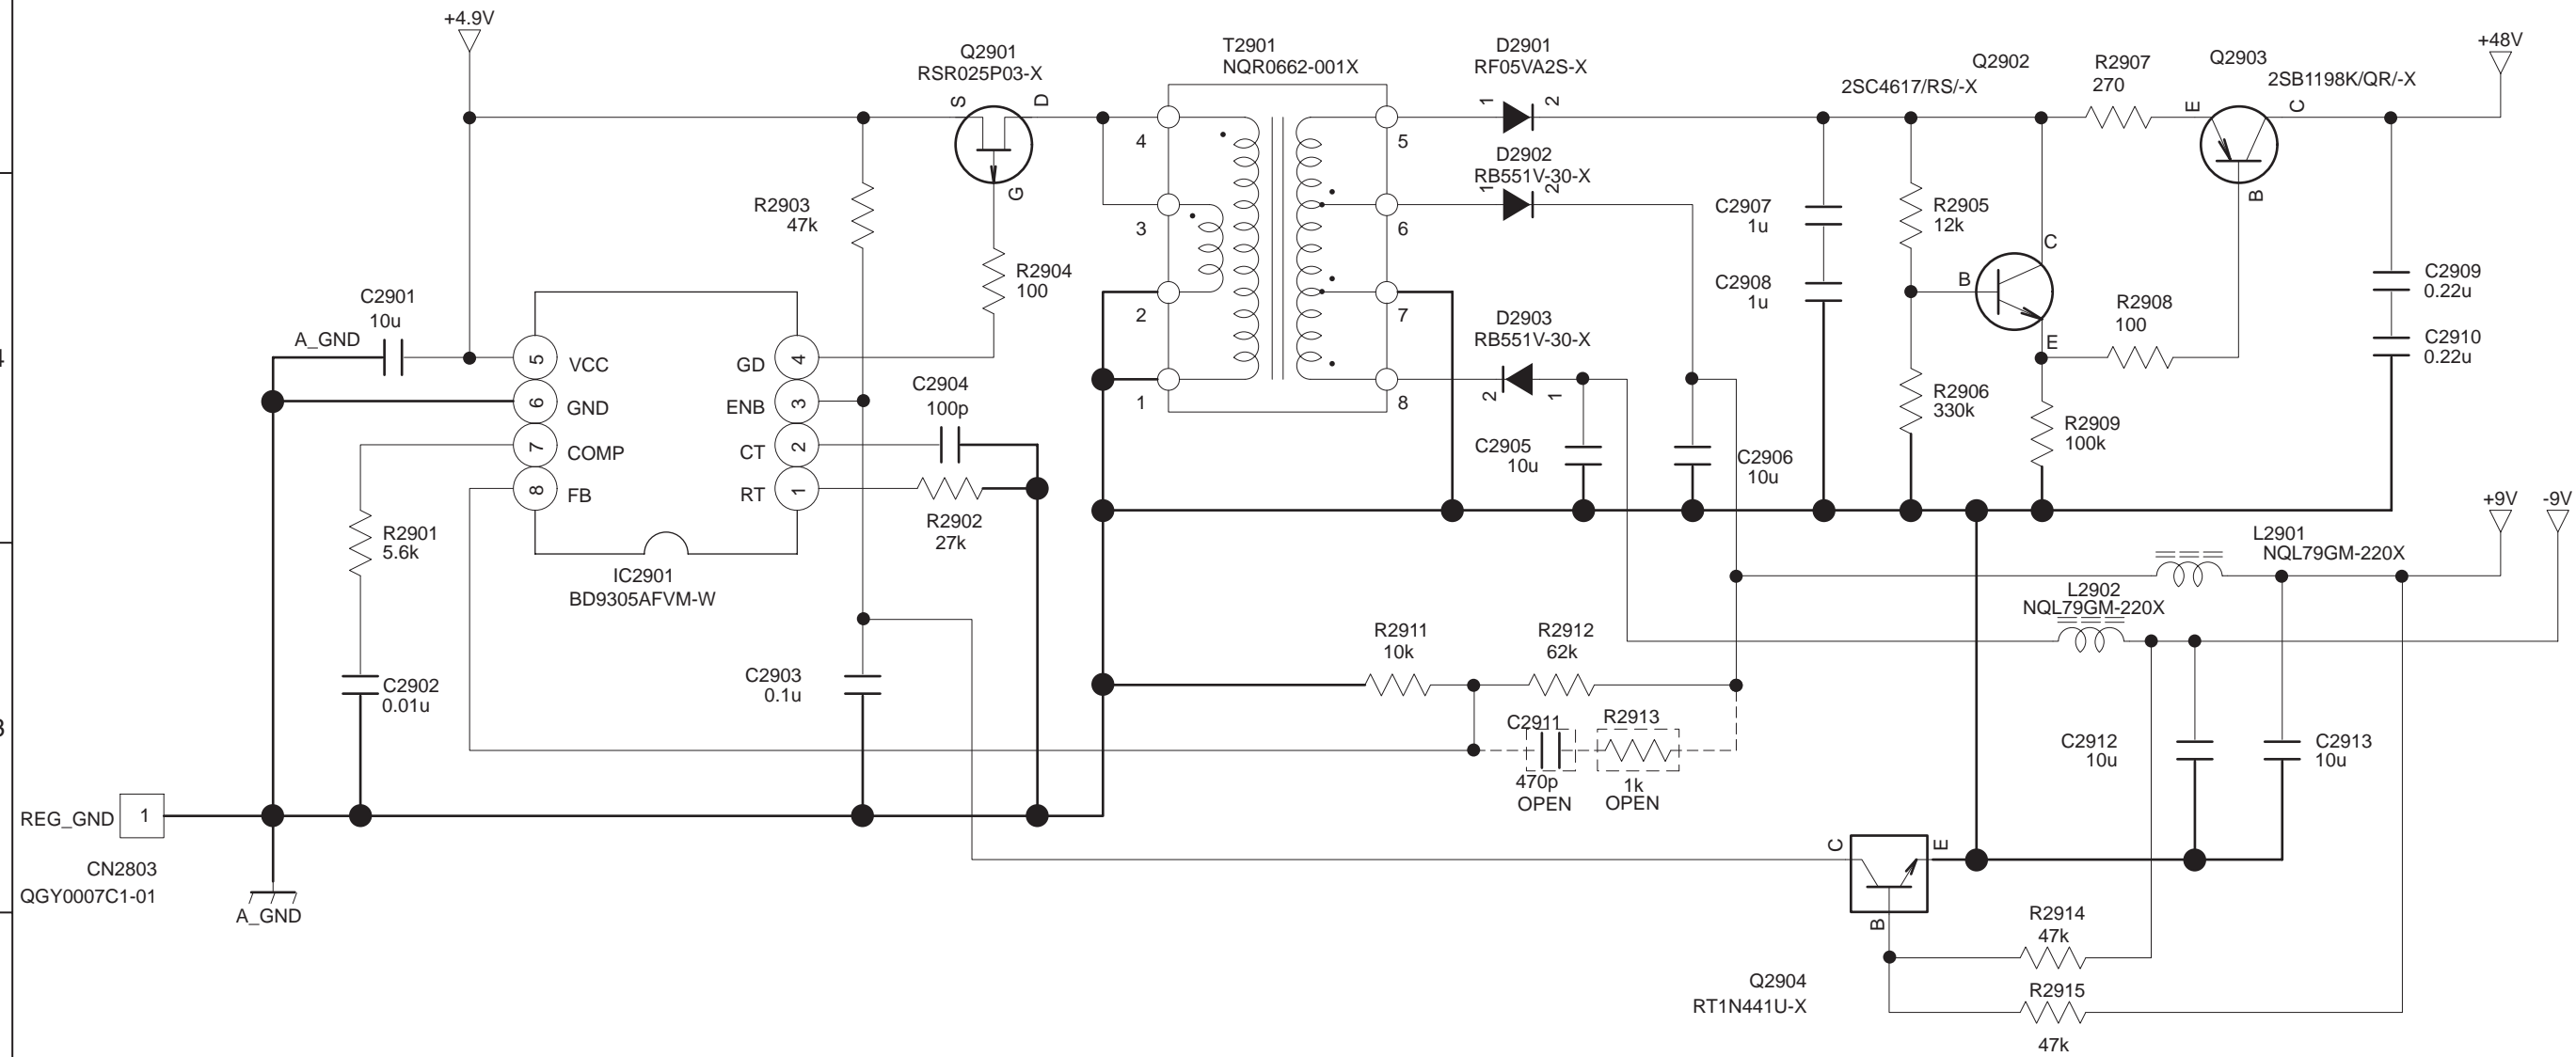 +4.9V
Q2901
RSR025P03-X
S
D
G
T2901
NQR0662-001X
4
3
2
1
5
6
7
8
D2901
RF05VA2S-X
1
2
D2902
RB551V-30-X
1
2
D2903
RB551V-30-X
2
1
Q2902
2SC4617/RS/-X
R2907
270
Q2903
2SB1198K/QR/-X
E
C
B
+48V
R2903
47k
R2904
100
C2907
1u
C2908
1u
R2905
12k
B
C
E
R2908
100
C2909
0.22u
C2910
0.22u
C2901
10u
A_GND
5
VCC
6
GND
7
COMP
8
FB
GD
4
ENB
3
CT
2
RT
1
C2904
100p
R2902
27k
IC2901
BD9305AFVM-W
C2905
10u
C2906
10u
R2906
330k
R2909
100k
+9V
-9V
L2901
NQL79GM-220X
L2902
NQL79GM-220X
R2901
5.6k
C2902
0.01u
C2903
0.1u
R2911
10k
R2912
62k
C2911
470p
OPEN
R2913
1k
OPEN
C2912
10u
C2913
10u
REG_GND
1
CN2803
QGY0007C1-01
A_GND
C
E
B
Q2904
RT1N441U-X
R2914
47k
R2915
47k